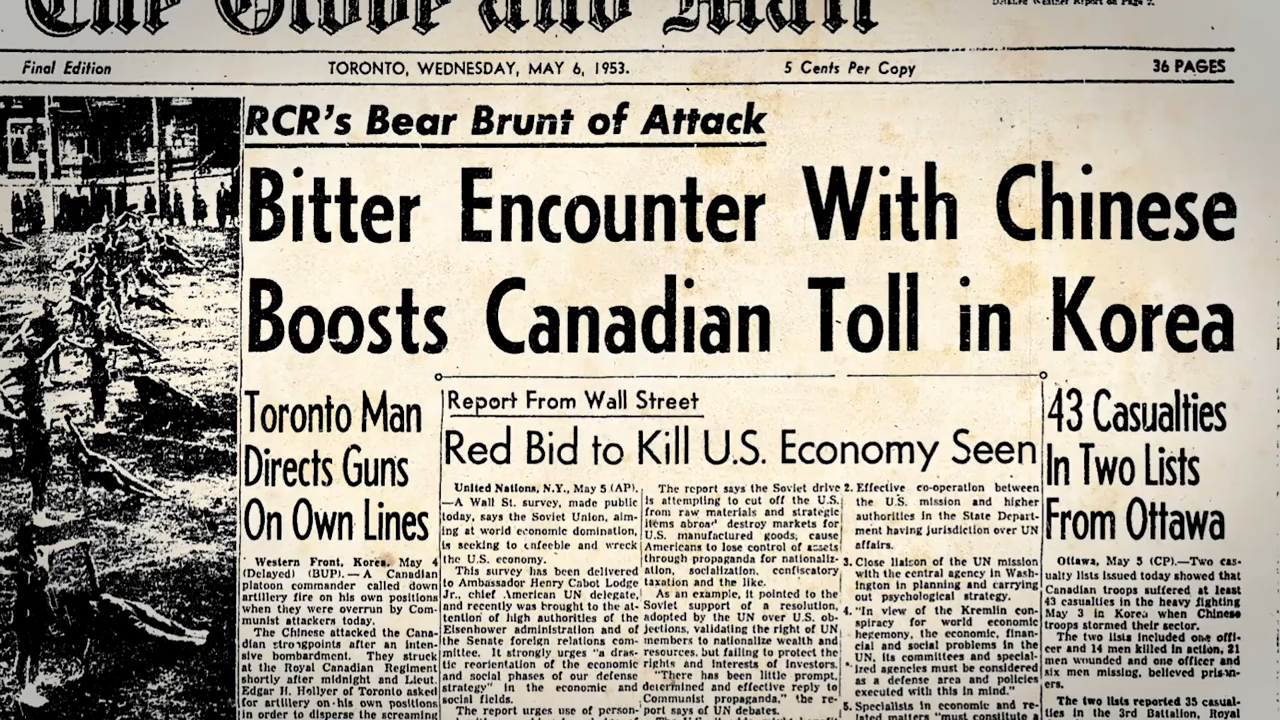 The Globe and Mail
Detailed Weather Report on Page 2.
Final Edition
TORONTO, WEDNESDAY, MAY 6, 1953.
5 Cents Per Copy
36 PAGES
RCR's Bear Brunt of Attack
Bitter Encounter With Chinese
Boosts Canadian Toll in Korea
Toronto Man
Directs Guns
On Own Lines
Western Front, Korea, May 4
(Delayed) (BUP).—A Canadian
platoon commander called down
artillery fire on his own positions
when they were overrun by Com-
munist attackers today.
The Chinese attacked the Cana-
dian strongpoints after an inten-
sive bombardment. They struck
at the Royal Canadian Regiment
shortly after midnight and Lieut.
Edgar H. Hollyer of Toronto asked
for artillery on his own positions
in order to disperse the screaming
Report From Wall Street
Red Bid to Kill U.S. Economy Seen
United Nations, N.Y., May 5 (AP).
—A Wall St. survey, made public
today, says the Soviet Union, aim-
ing at world economic domination,
is seeking to enfeeble and wreck
the U.S. economy.
This survey has been delivered
to Ambassador Henry Cabot Lodge
Jr., chief American UN delegate,
and recently was brought to the at-
tention of high authorities of the
Eisenhower administration and of
the Senate foreign relations com-
mittee. It strongly urges "a dras-
tic reorientation of the economic
and social phases of our defense
strategy" in the economic and
social fields.
The report urges use of person-
The report says the Soviet drive
is attempting to cut off the U.S.
from raw materials and strategic
items abroad destroy markets for
U.S. manufactured goods; cause
Americans to lose control of assets
through propaganda for nationaliz-
ation, socialization, confiscatory
taxation and the like.
As an example, it pointed to the
Soviet support of a resolution,
adopted by the UN over U.S. ob-
jections, validating the right of UN
members to nationalize wealth and
resources, but failing to protect the
rights and interests of investors.
"There has been little prompt,
determined and effective reply to
Communist propaganda," the re-
port says of UN debates.
2. Effective co-operation between
the U.S. mission and higher
authorities in the State Depart-
ment having jurisdiction over UN
affairs.
3. Close liaison of the UN mission
with the central agency in Wash-
ington in planning and carrying
out psychological strategy.
4. "In view of the Kremlin con-
spiracy for world economic
hegemony, the economic, finan-
cial and social problems in the
UN, its committees and special-
ized agencies must be considered
as a defense area and policies
executed with this in mind."
5. Specialists in economic and re-
lated matters "must constitute a
43 Casualties
In Two Lists
From Ottawa
Ottawa, May 5 (CP).—Two cas-
ualty lists issued today showed that
Canadian troops suffered at least
43 casualties in the heavy fighting
May 3 in Korea when Chinese
troops stormed their sector.
The two lists included one offi-
cer and 14 men killed in action, 21
men wounded and one officer and
six men missing, believed prison-
ers.
The two lists reported 35 casual-
ties in the 3rd Battalion, Royal